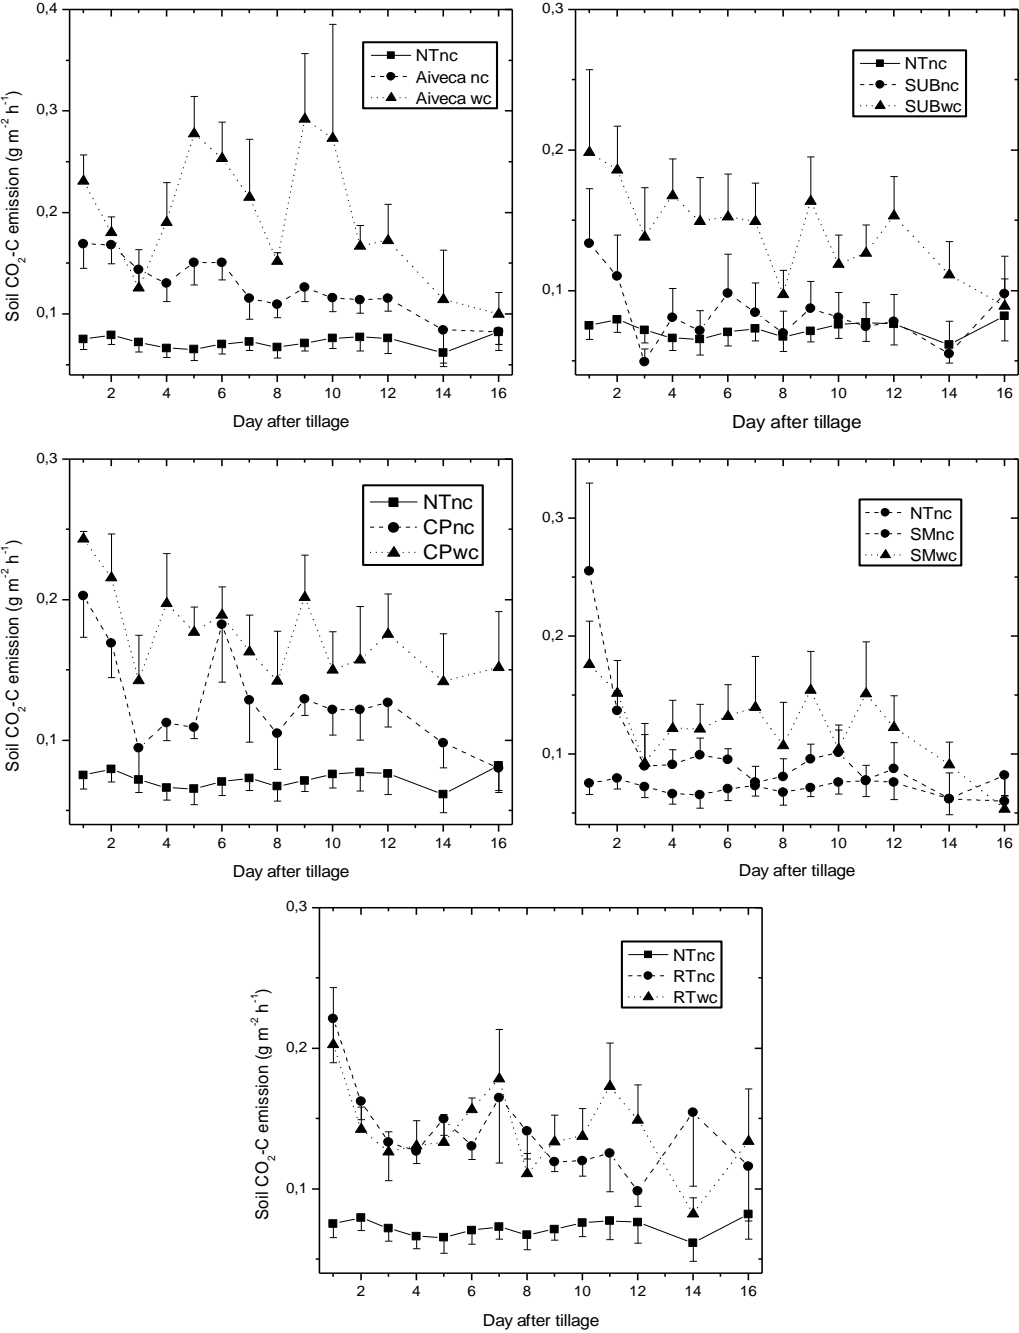 0,4
0,3
0,2
0,1
Soil CO2-C emission (g m-2 h-1)
NTnc
Aiveca nc
Aiveca wc
2 4 6 8 10 12 14 16
Day after tillage
0,3
0,2
0,1
NTnc
SUBnc
SUBwc
2 4 6 8 10 12 14 16
Day after tillage
0,3
0,2
0,1
Soil CO2-C emission (g m-2 h-1)
NTnc
CPnc
CPwc
2 4 6 8 10 12 14 16
Day after tillage
0,3
0,2
0,1
NTnc
SMnc
SMwc
2 4 6 8 10 12 14 16
Day after tillage
0,3
0,2
0,1
Soil CO2-C emission (g m-2 h-1)
NTnc
RTnc
RTwc
2 4 6 8 10 12 14 16
Day after tillage